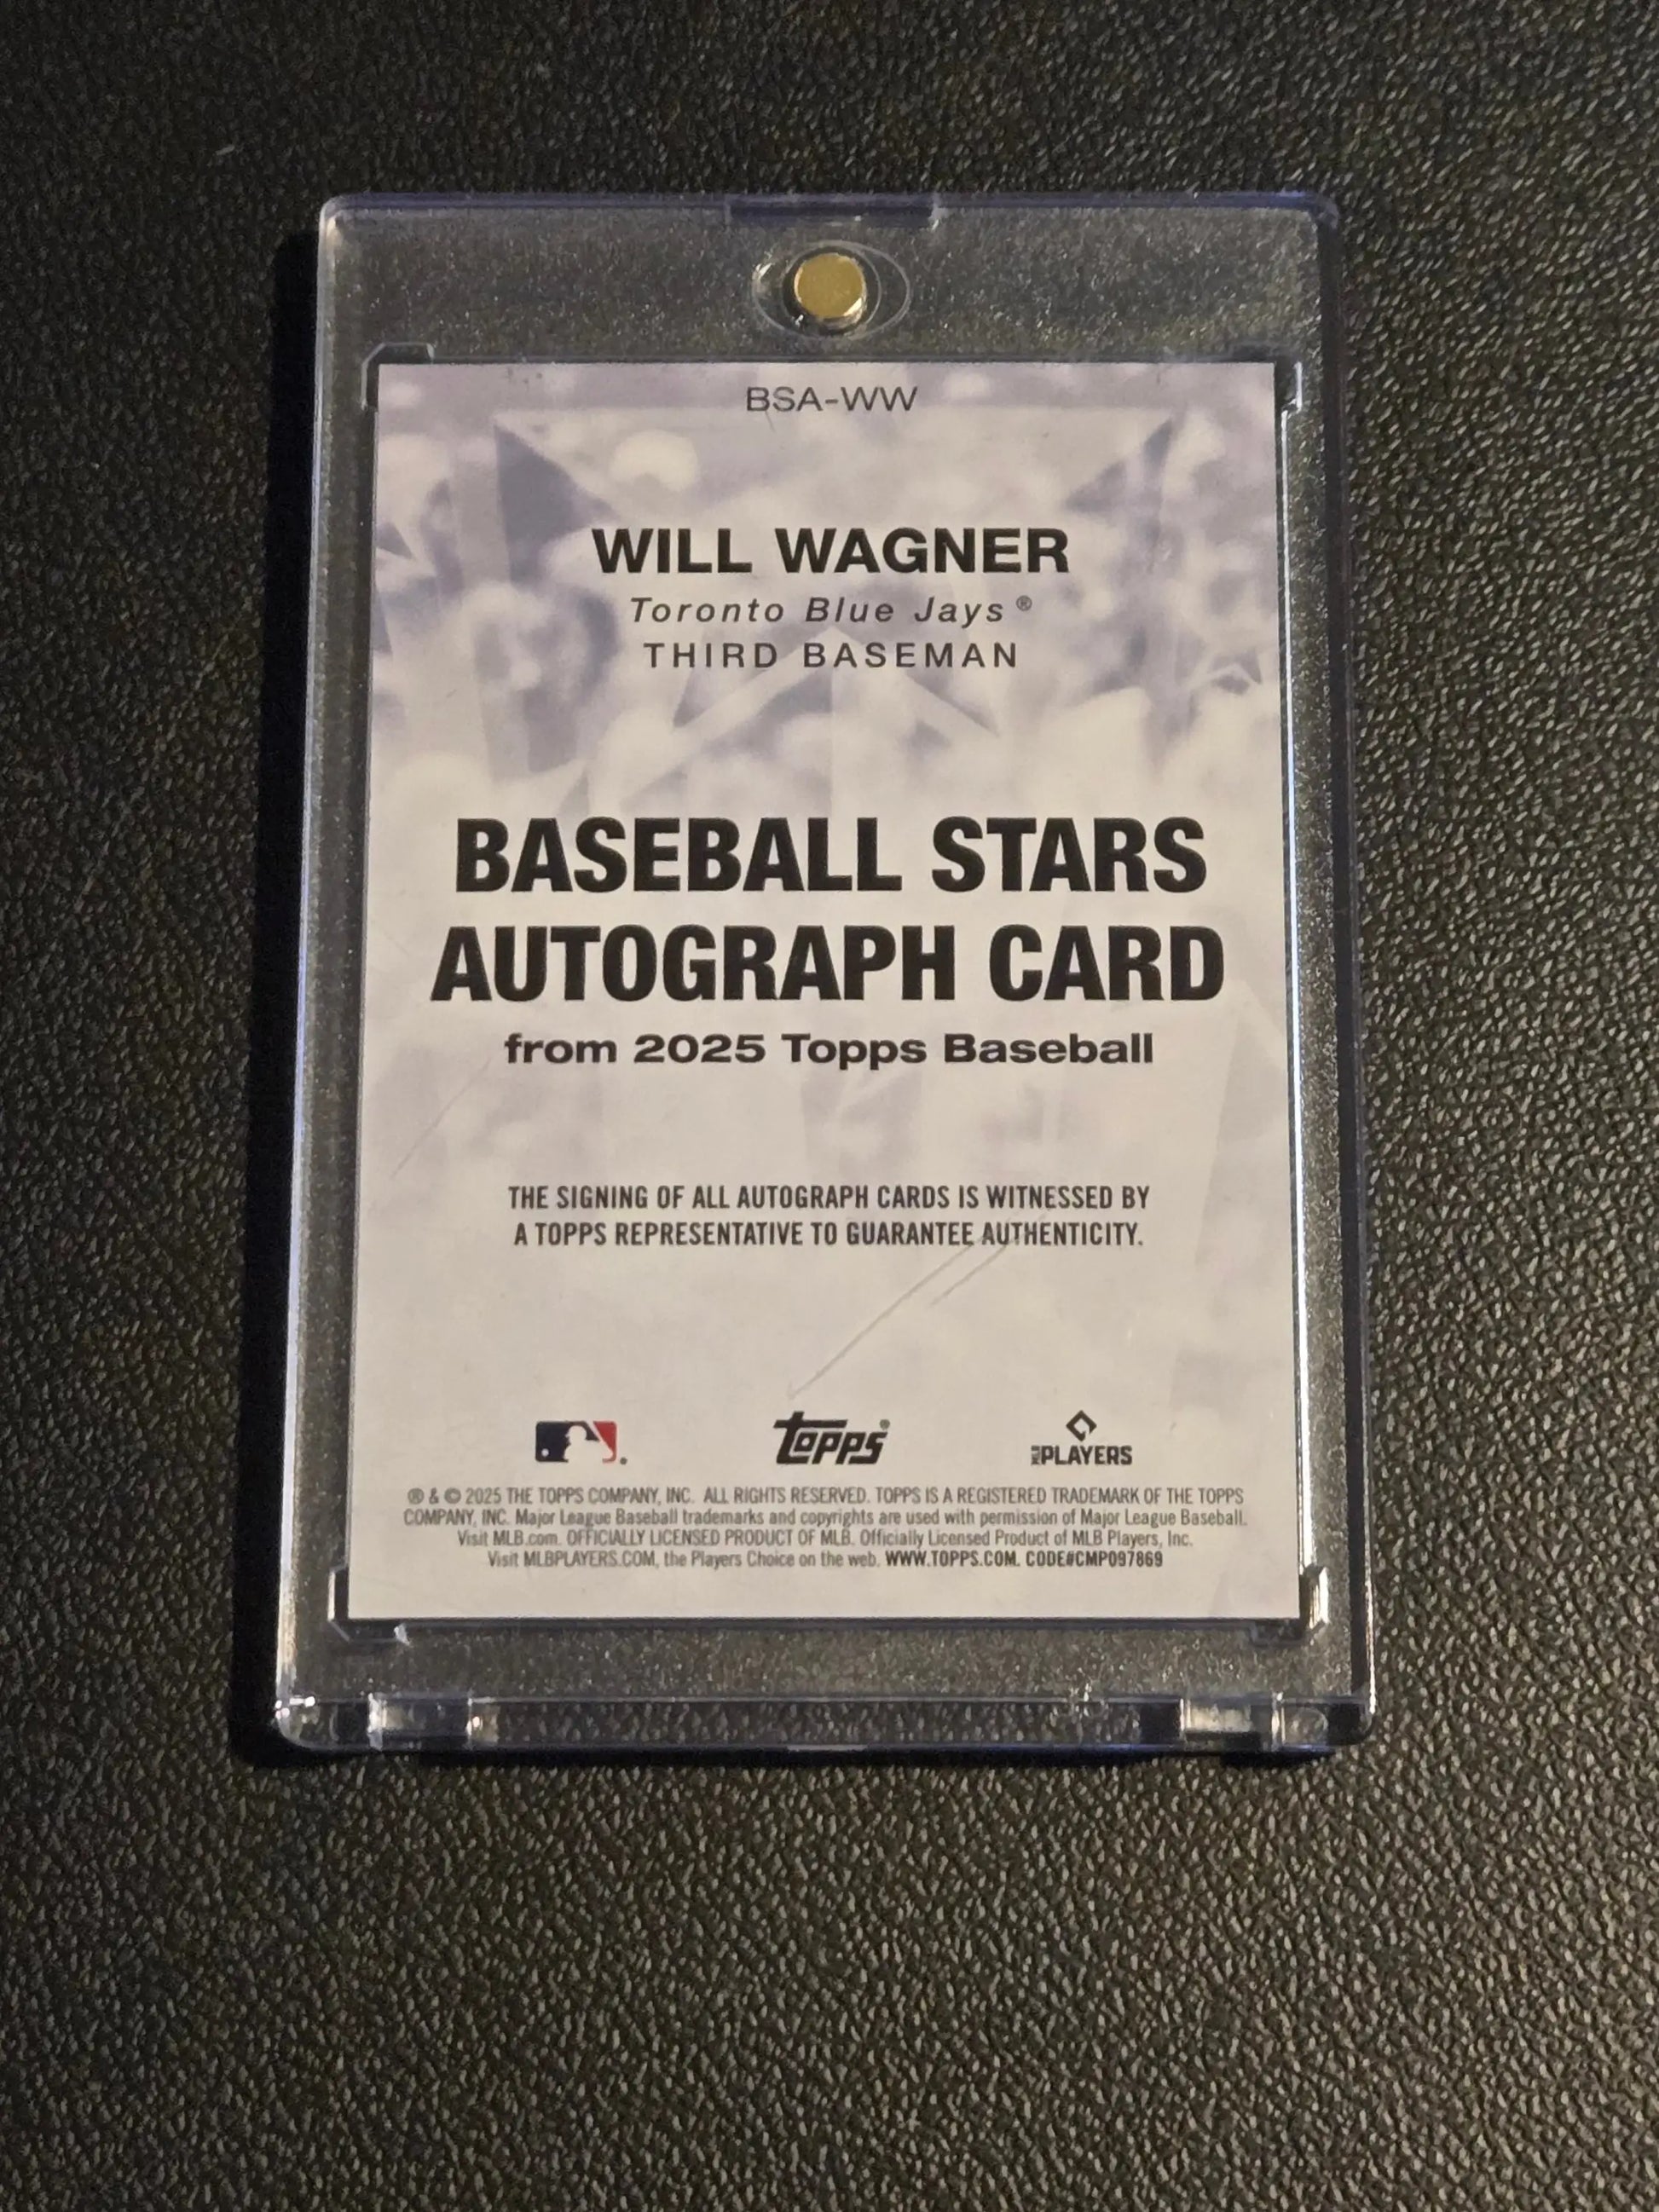 BSA-WW
WILL WAGNER
Toronto Blue Jays ®
THIRD BASEMAN
BASEBALL STARS
AUTOGRAPH CARD
from 2025 Topps Baseball
THE SIGNING OF ALL AUTOGRAPH CARDS IS WITNESSED BY
A TOPPS REPRESENTATIVE TO GUARANTEE AUTHENTICITY.
topps® MLB PLAYERS
® & © 2025 THE TOPPS COMPANY, INC. ALL RIGHTS RESERVED. TOPPS IS A REGISTERED TRADEMARK OF THE TOPPS
COMPANY, INC. Major League Baseball trademarks and copyrights are used with permission of Major League Baseball.
Visit MLB.com. OFFICIALLY LICENSED PRODUCT OF MLB. Officially Licensed Product of MLB Players, Inc.
Visit MLBPLAYERS.COM, the Players Choice on the web. WWW.TOPPS.COM. CODE#CMP097869